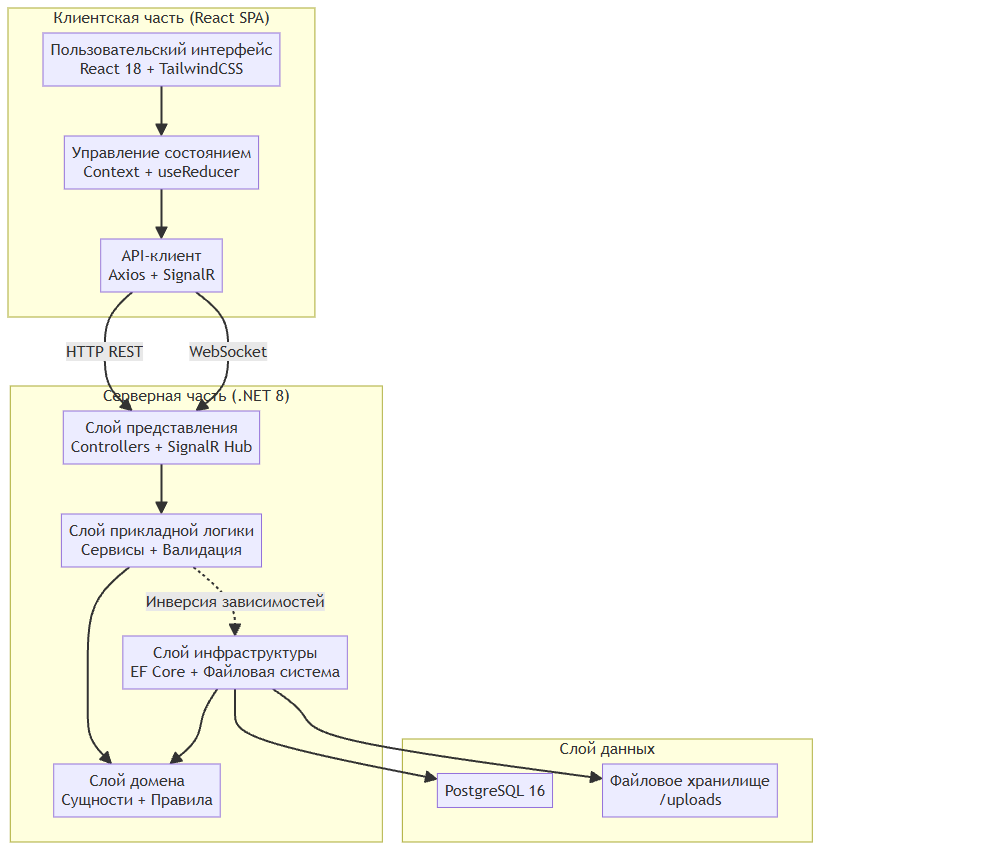 Клиентская часть (React SPA)
Пользовательский интерфейс
React 18 + TailwindCSS
Управление состоянием
Context + useReducer
API-клиент
Axios + SignalR
HTTP REST
WebSocket
Серверная часть (.NET 8)
Слой представления
Controllers + SignalR Hub
Слой прикладной логики
Сервисы + Валидация
Инверсия зависимостей
Слой инфраструктуры
EF Core + Файловая система
Слой домена
Сущности + Правила
Слой данных
PostgreSQL 16
Файловое хранилище
/uploads